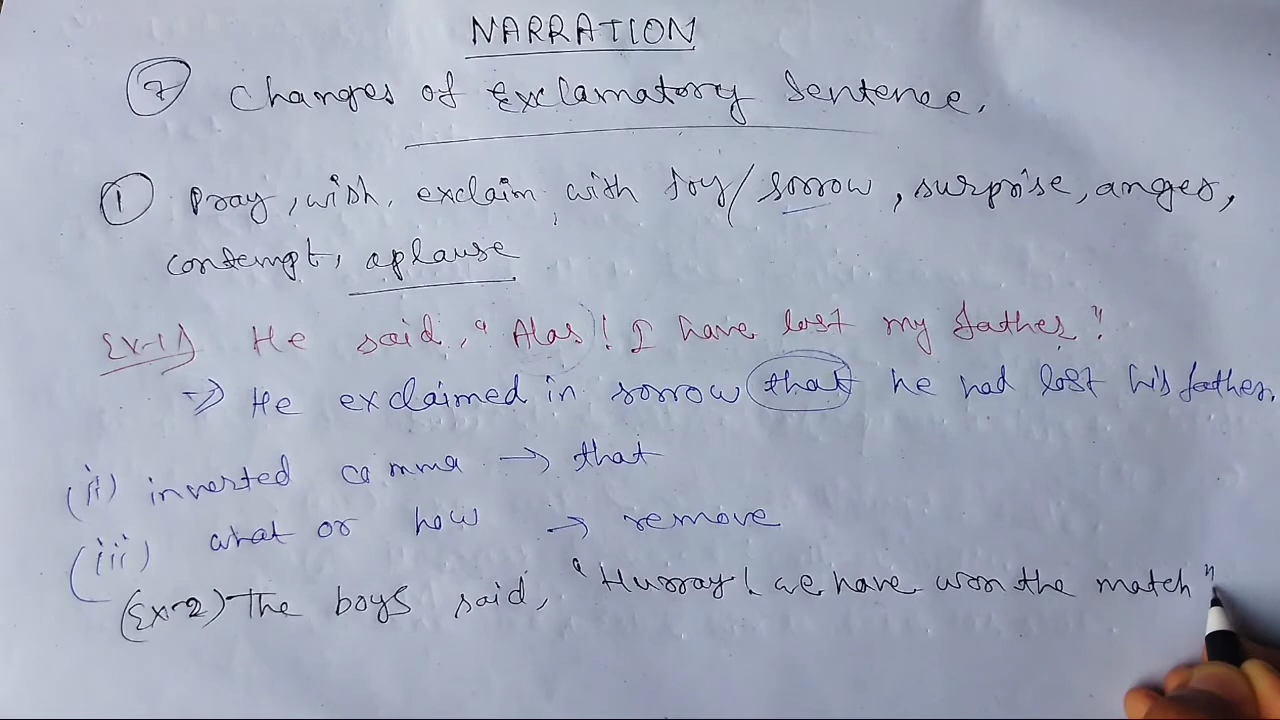 NARRATION
⑦ Changes of Exclamatory Sentence.
① Pray, wish, exclaim, with Joy/sorrow, surprise, anger,
contempt, aplause
Ex-1) He said, "Alas! I have lost my father"
→ He exclaimed in sorrow that he had lost his father.
(ii) inverted comma → that
(iii) what or how → remove
(Ex-2) The boys said, "Hurray! we have won the match"